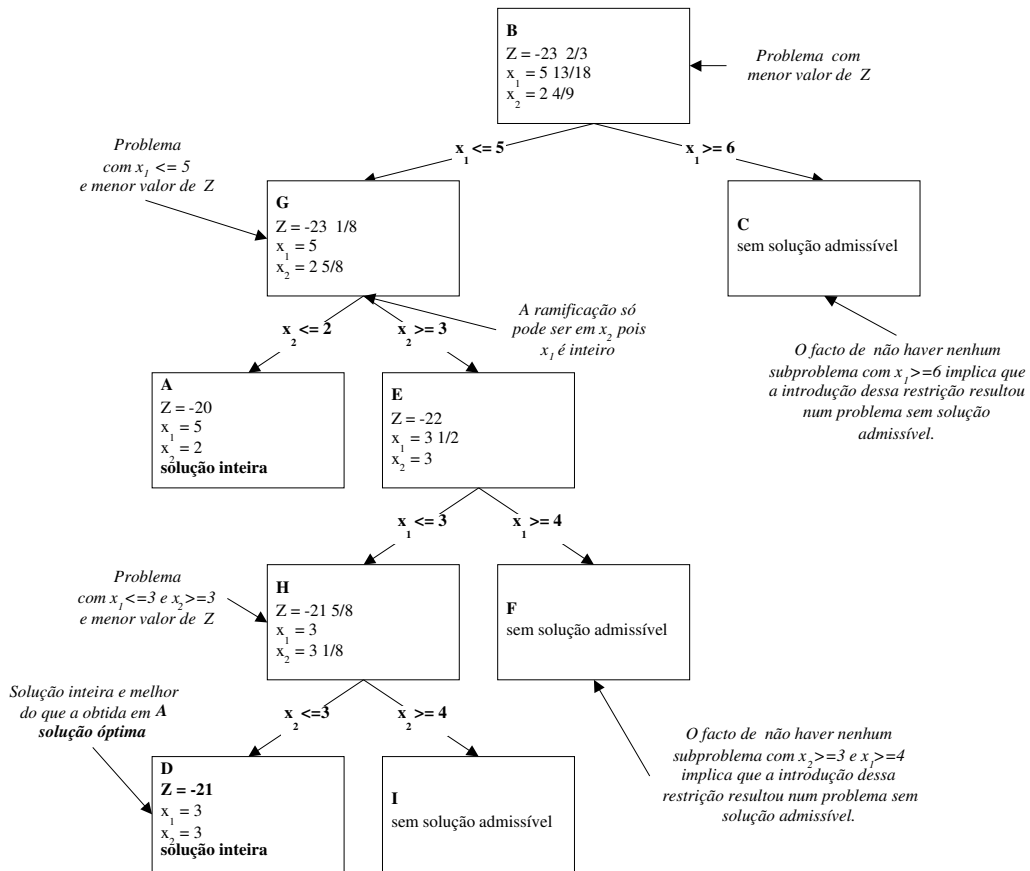 B
Z = -23 2/3
x1 = 5 13/18
x2 = 2 4/9
Problema com
menor valor de Z
x1 <= 5
x1 >= 6
Problema
com x1 <= 5
e menor valor de Z
G
Z = -23 1/8
x1 = 5
x2 = 2 5/8
C
sem solução admissível
x2 <= 2
x2 >= 3
A ramificação só
pode ser em x2 pois
x1 é inteiro
O facto de não haver nenhum
subproblema com x1>=6 implica que
a introdução dessa restrição resultou
num problema sem solução
admissível.
A
Z = -20
x1 = 5
x2 = 2
solução inteira
E
Z = -22
x1 = 3 1/2
x2 = 3
x1 <= 3
x1 >= 4
Problema
com x1<=3 e x2>=3
e menor valor de Z
H
Z = -21 5/8
x1 = 3
x2 = 3 1/8
F
sem solução admissível
x2 <=3
x2 >= 4
Solução inteira e melhor
do que a obtida em A
solução óptima
O facto de não haver nenhum
subproblema com x2>=3 e x1>=4
implica que a introdução dessa
restrição resultou num problema sem
solução admissível.
D
Z = -21
x1 = 3
x2 = 3
solução inteira
I
sem solução admissível